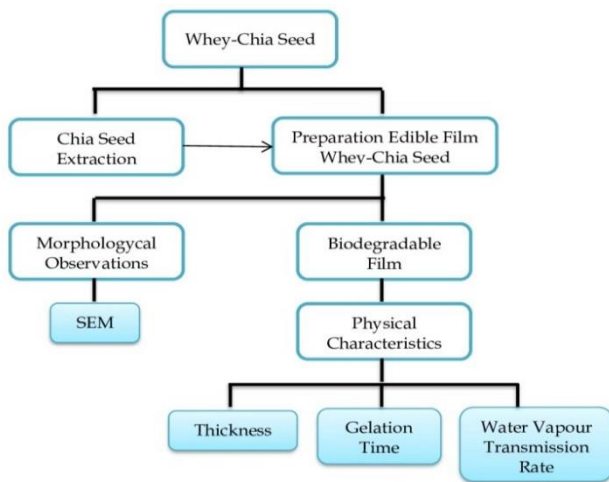 Whey-Chia Seed
Chia Seed
Extraction
Preparation Edible Film
Whev-Chia Seed
Morphologycal
Observations
Biodegradable
Film
SEM
Physical
Characteristics
Thickness
Gelation
Time
Water Vapour
Transmission
Rate